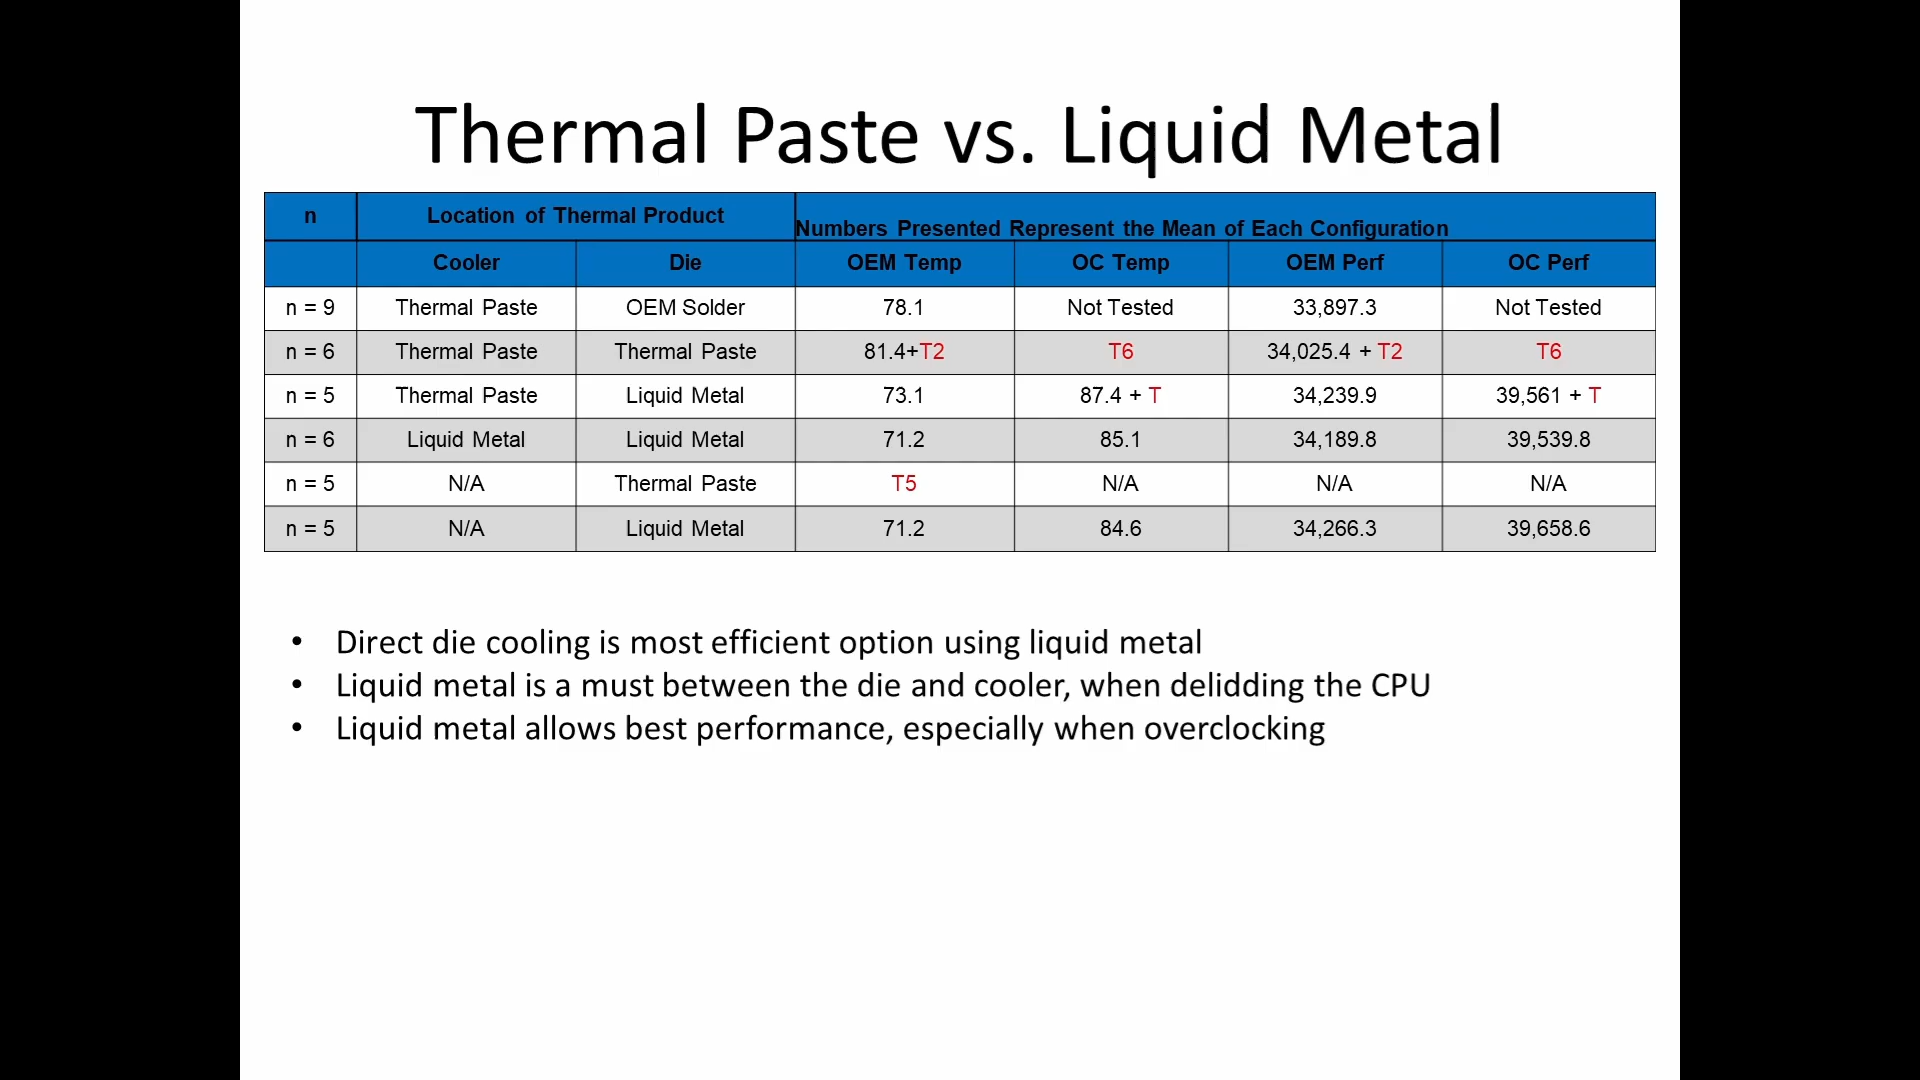 Thermal Paste vs. Liquid Metal
n Location of Thermal Product Numbers Presented Represent the Mean of Each Configuration
Cooler Die OEM Temp OC Temp OEM Perf OC Perf
n = 9 Thermal Paste OEM Solder 78.1 Not Tested 33,897.3 Not Tested
n = 6 Thermal Paste Thermal Paste 81.4+T2 T6 34,025.4 + T2 T6
n = 5 Thermal Paste Liquid Metal 73.1 87.4 + T 34,239.9 39,561 + T
n = 6 Liquid Metal Liquid Metal 71.2 85.1 34,189.8 39,539.8
n = 5 N/A Thermal Paste T5 N/A N/A N/A
n = 5 N/A Liquid Metal 71.2 84.6 34,266.3 39,658.6
• Direct die cooling is most efficient option using liquid metal
• Liquid metal is a must between the die and cooler, when delidding the CPU
• Liquid metal allows best performance, especially when overclocking